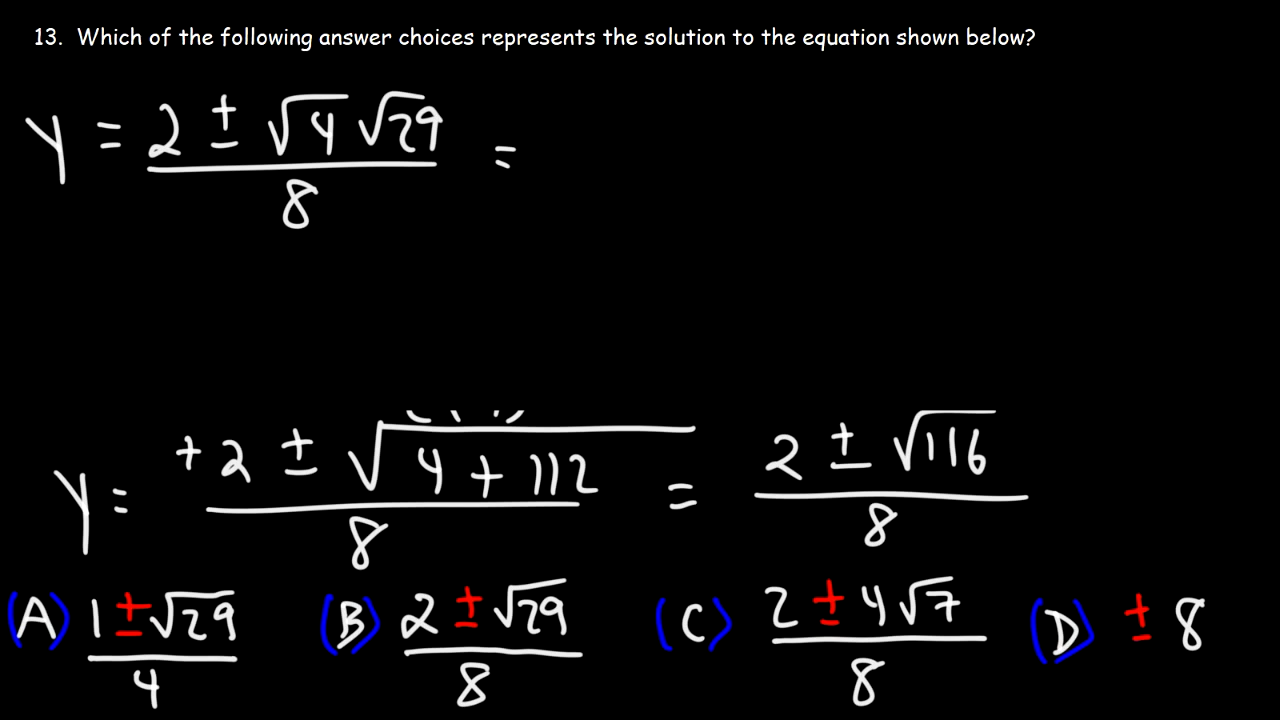 13. Which of the following answer choices represents the solution to the equation shown below?
y = (2 ± √4 √29) / 8 =
y = (+2 ± √(4 + 112)) / 8 = (2 ± √116) / 8
(A) (1 ± √29) / 4 (B) (2 ± √29) / 8 (C) (2 ± 4√7) / 8 (D) ± 8